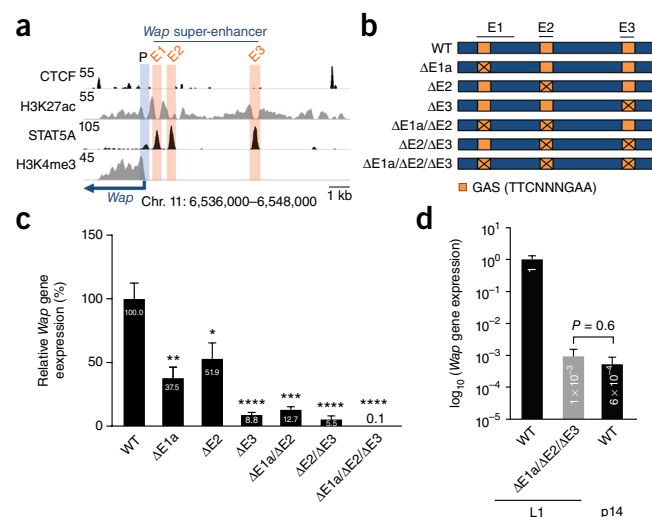 a
Wap super-enhancer
P E1 E2 E3
CTCF 55
H3K27ac 55
STAT5A 105
H3K4me3 45
Wap
Chr. 11: 6,536,000–6,548,000
1 kb
b
E1 E2 E3
WT
ΔE1a
ΔE2
ΔE3
ΔE1a/ΔE2
ΔE2/ΔE3
ΔE1a/ΔE2/ΔE3
GAS (TTCNNNGAA)
c
Relative Wap gene
eexpression (%)
150
100
50
0
100.0
37.5
**
51.9
*
8.8
****
12.7
***
5.5
****
0.1
****
WT
ΔE1a
ΔE2
ΔE3
ΔE1a/ΔE2
ΔE2/ΔE3
ΔE1a/ΔE2/ΔE3
d
log10 (Wap gene expression)
10^1
10^0
10^−1
10^−2
10^−3
10^−4
10^−5
1
1 × 10^−3
6 × 10^−4
P = 0.6
WT
ΔE1a/ΔE2/ΔE3
WT
L1
p14